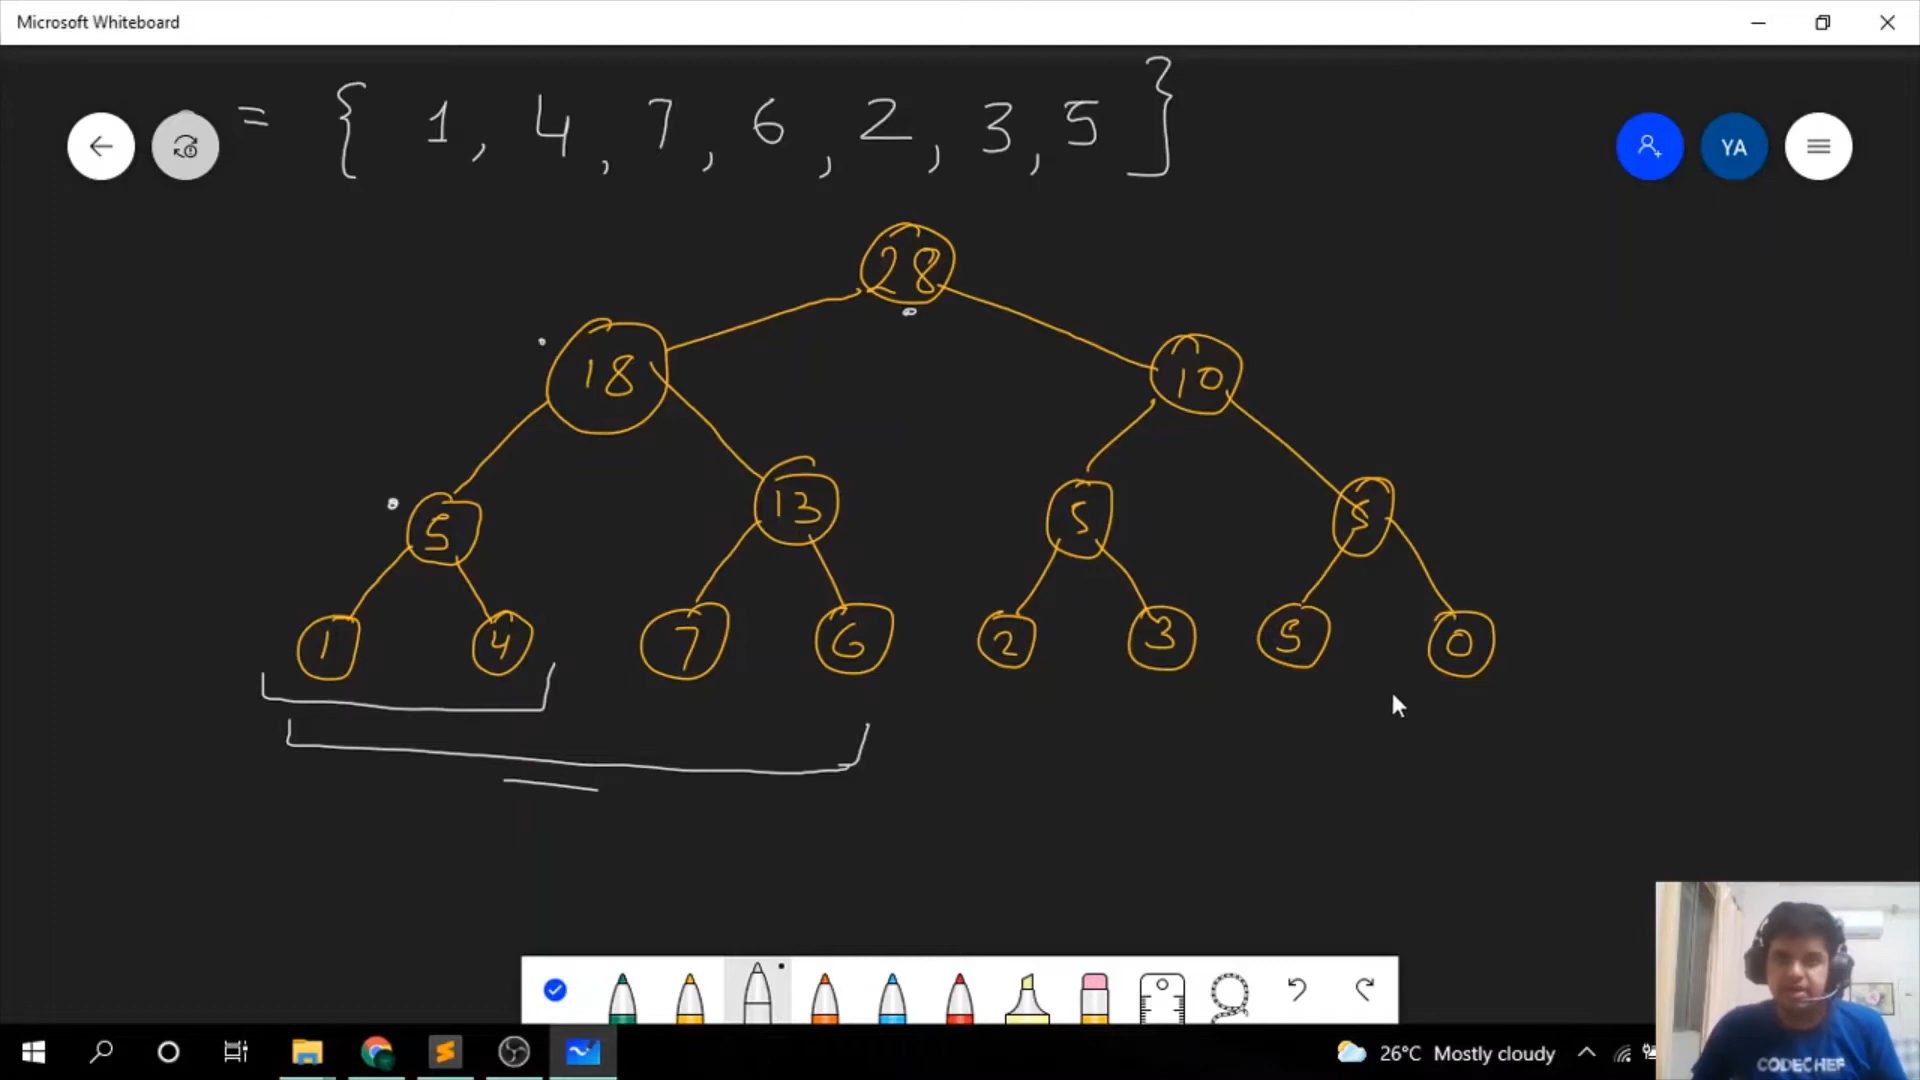 Microsoft Whiteboard
= { 1, 4, 7, 6, 2, 3, 5 }
YA
28
18 10
5 13 5 5
1 4 7 6 2 3 5 0
CODECHEF
26°C Mostly cloudy